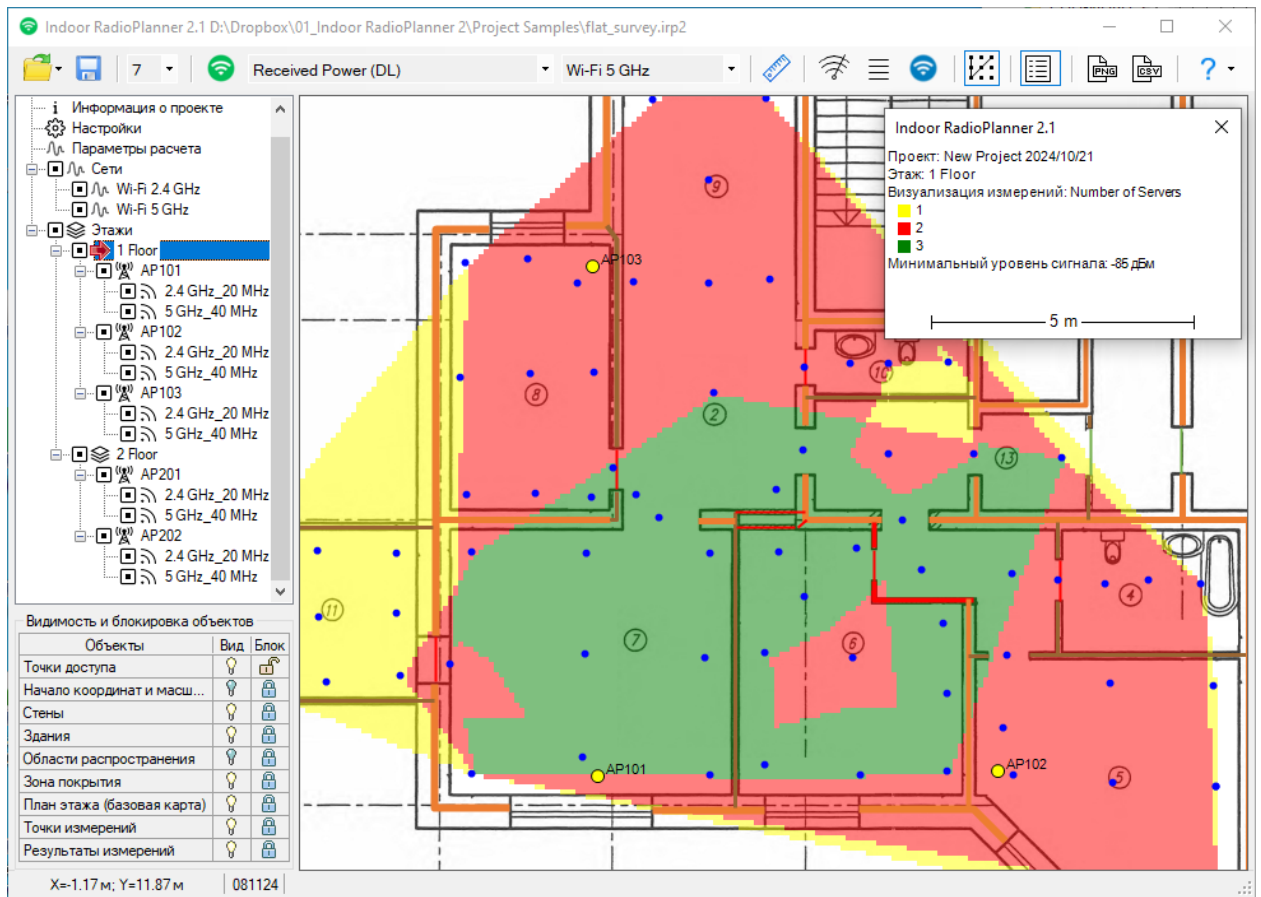 Indoor RadioPlanner 2.1 D:\Dropbox\01_Indoor RadioPlanner 2\Project Samples\flat_survey.irp2
7 Received Power (DL) Wi-Fi 5 GHz PNG CSV ?
i Информация о проекте
Настройки
Параметры расчета
Сети
Wi-Fi 2.4 GHz
Wi-Fi 5 GHz
Этажи
1 Floor
AP101
2.4 GHz_20 MHz
5 GHz_40 MHz
AP102
2.4 GHz_20 MHz
5 GHz_40 MHz
AP103
2.4 GHz_20 MHz
5 GHz_40 MHz
2 Floor
AP201
2.4 GHz_20 MHz
5 GHz_40 MHz
AP202
2.4 GHz_20 MHz
5 GHz_40 MHz
Видимость и блокировка объектов
Объекты Вид Блок
Точки доступа
Начало координат и масш...
Стены
Здания
Области распространения
Зона покрытия
План этажа (базовая карта)
Точки измерений
Результаты измерений
X=-1.17 м; Y=11.87 м 081124
Indoor RadioPlanner 2.1
Проект: New Project 2024/10/21
Этаж: 1 Floor
Визуализация измерений: Number of Servers
1
2
3
Минимальный уровень сигнала: -85 дБм
5 m
9
AP103
10
8
2
13
4
11
7
6
AP101
AP102
5